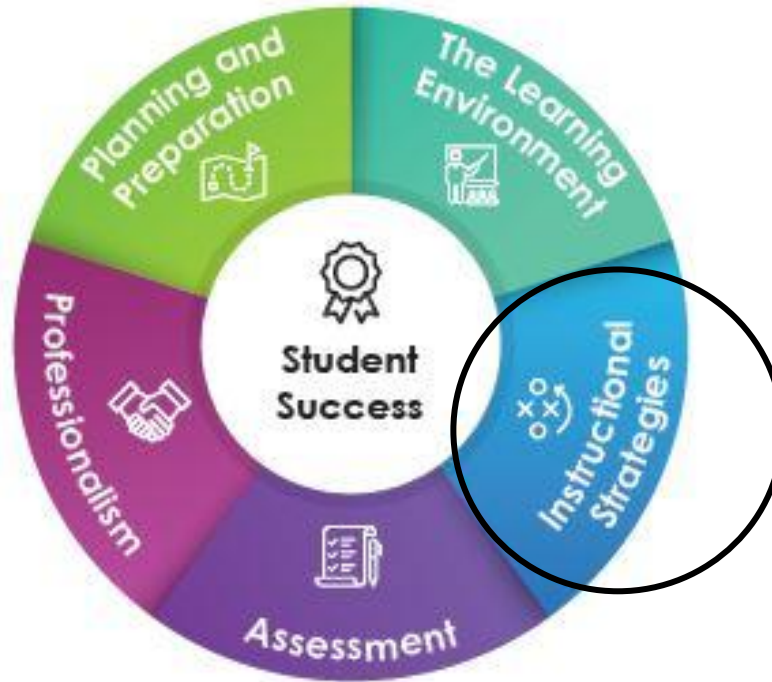 Planning and
Preparation
The Learning
Environment
Instructional
Strategies
Assessment
Professionalism
Student
Success